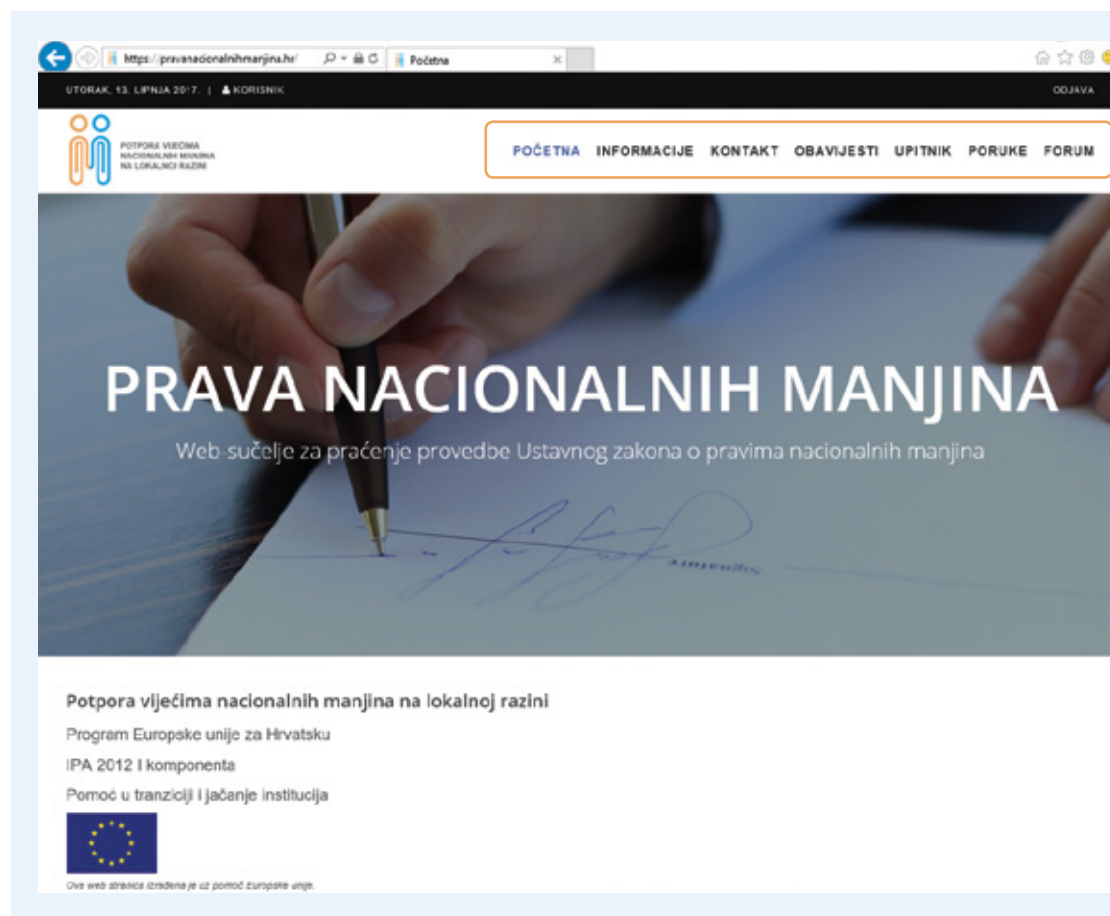 https://pravanacionalnihmanjina.hr/
Početna
UTORAK, 13. LIPNJA 2017. | KORISNIK
ODJAVA
POTPORA VIJEĆIMA
NACIONALNIH MANJINA
NA LOKALNOJ RAZINI
POČETNA INFORMACIJE KONTAKT OBAVIJESTI UPITNIK PORUKE FORUM
PRAVA NACIONALNIH MANJINA
Web-sučelje za praćenje provedbe Ustavnog zakona o pravima nacionalnih manjina
Potpora vijećima nacionalnih manjina na lokalnoj razini
Program Europske unije za Hrvatsku
IPA 2012 I komponenta
Pomoć u tranziciji i jačanje institucija
Ova web stranica izrađena je uz pomoć Europske unije.